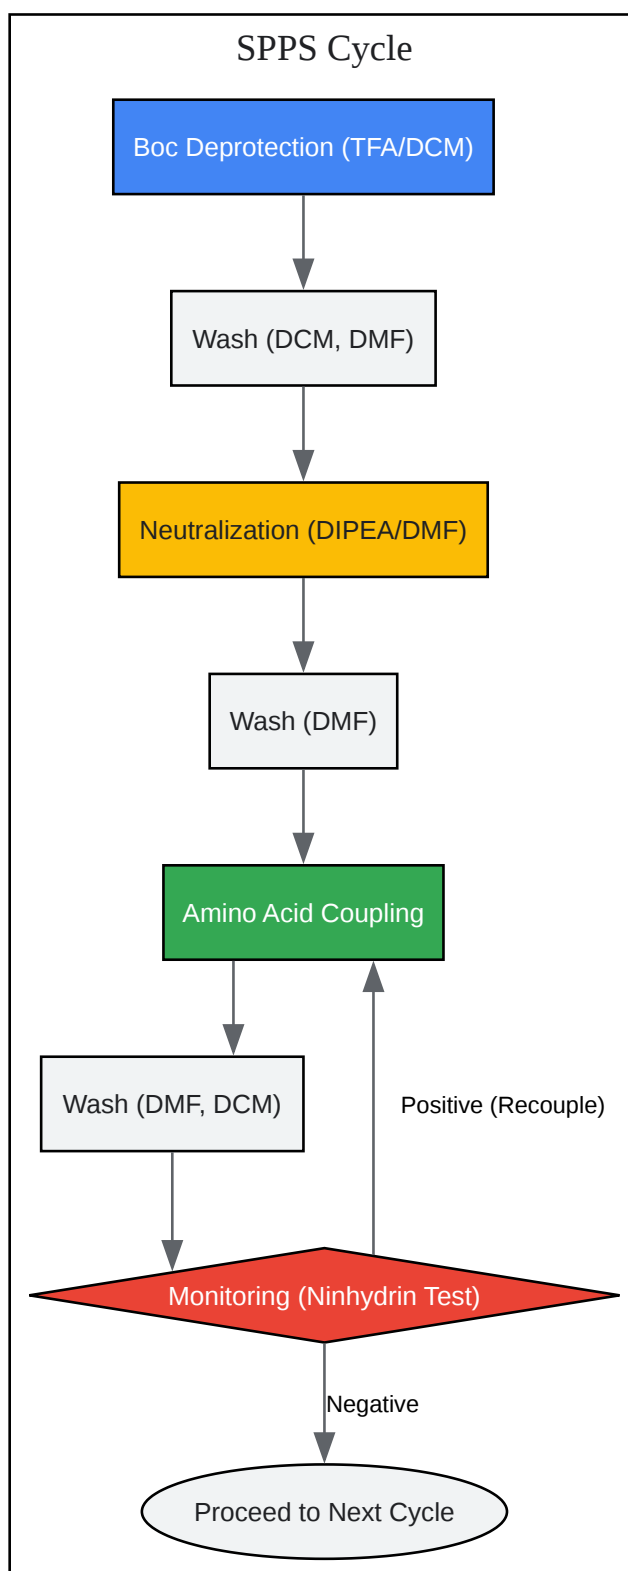 SPPS Cycle
Boc Deprotection (TFA/DCM)
Wash (DCM, DMF)
Neutralization (DIPEA/DMF)
Wash (DMF)
Amino Acid Coupling
Wash (DMF, DCM)
Positive (Recouple)
Monitoring (Ninhydrin Test)
Negative
Proceed to Next Cycle